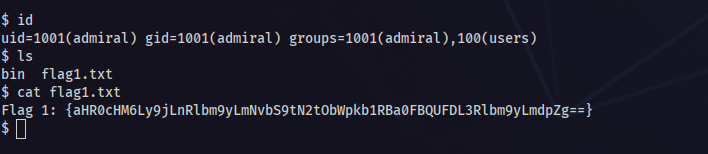 $ id
uid=1001(admiral) gid=1001(admiral) groups=1001(admiral),100(users)
$ ls
bin  flag1.txt
$ cat flag1.txt
Flag 1: {aHR0cHM6Ly9jLnRlbm9yLmNvbS9tN2tObWpkb1RBa0FBQUFDL3Rlbm9yLmdpZg==}
$